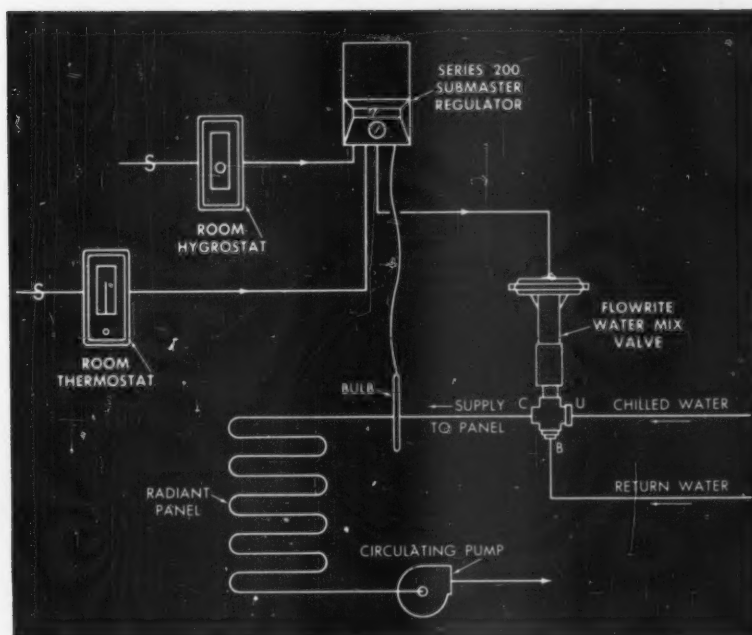 SERIES 200
SUBMASTER
REGULATOR
S
ROOM
HYGROSTAT
S
ROOM
THERMOSTAT
FLOWRITE
WATER MIX
VALVE
BULB
C
U
SUPPLY
CHILLED WATER
TO PANEL
B
RADIANT
PANEL
RETURN WATER
CIRCULATING PUMP